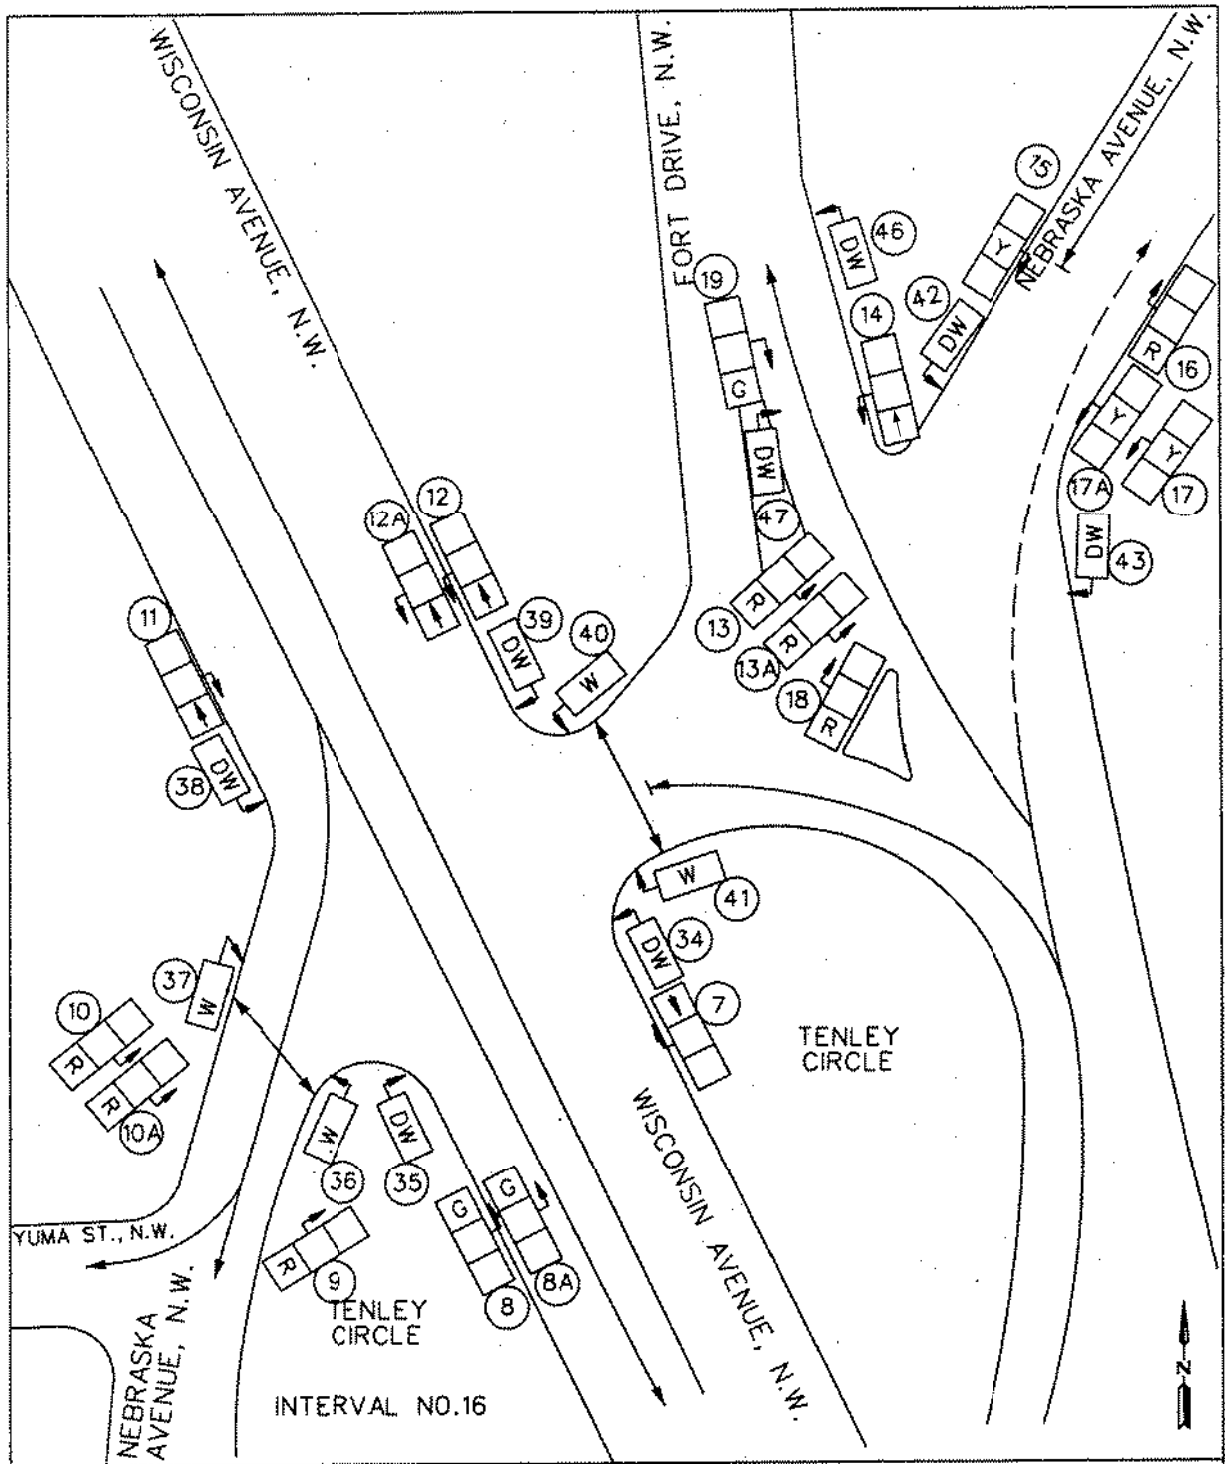 WISCONSIN AVENUE, N.W.
FORT DRIVE, N.W.
NEBRASKA AVENUE, N.W.
15
Y
46
DW
42
DW
14
19
G
DW
47
16
R
17A
Y
17
Y
43
DW
12A
12
39
DW
40
W
13
R
13A
R
18
R
11
38
DW
41
W
34
DW
7
37
W
10
R
10A
R
TENLEY
CIRCLE
36
W
35
DW
9
R
8
G
8A
G
WISCONSIN AVENUE, N.W.
YUMA ST., N.W.
NEBRASKA
AVENUE, N.W.
TENLEY
CIRCLE
INTERVAL NO.16
N